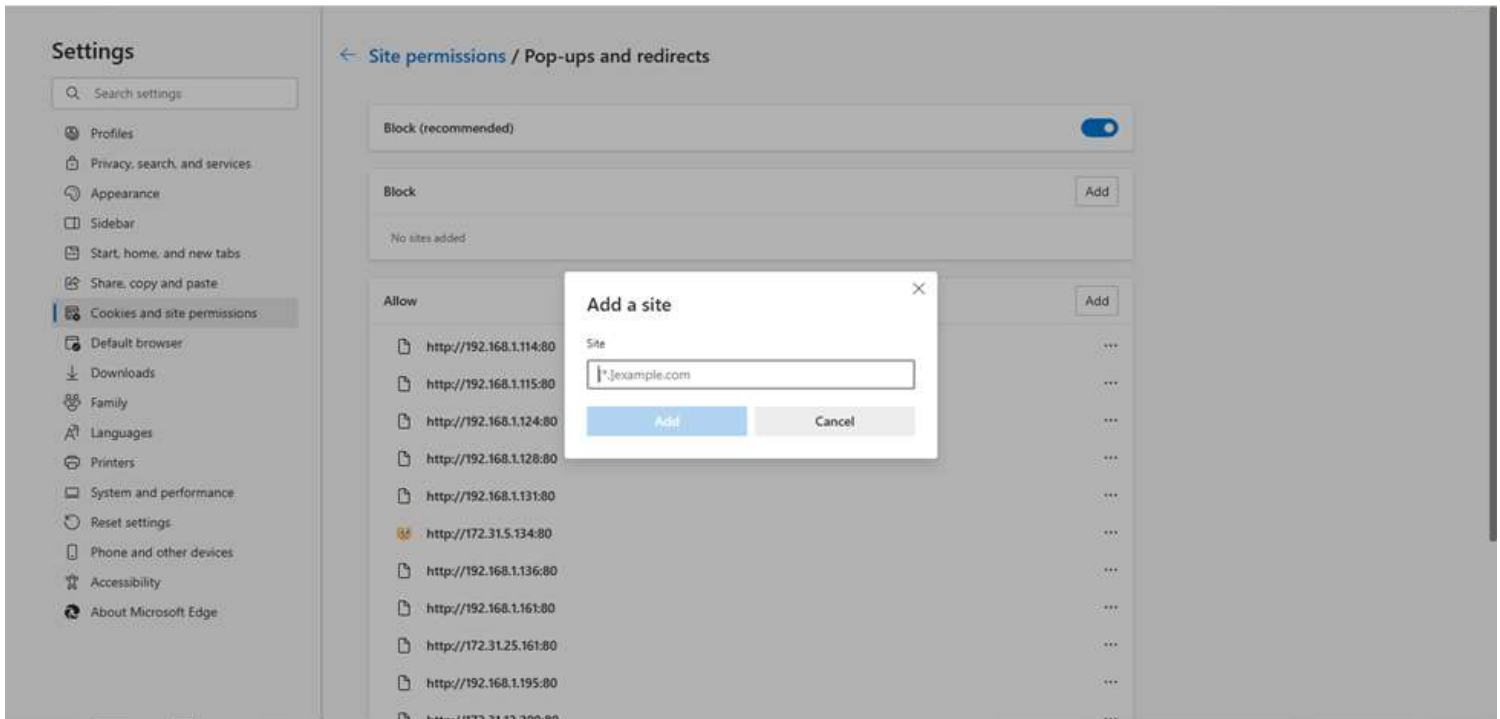 Settings
Search settings
Profiles
Privacy, search, and services
Appearance
Sidebar
Start, home, and new tabs
Share, copy and paste
Cookies and site permissions
Default browser
Downloads
Family
Languages
Printers
System and performance
Reset settings
Phone and other devices
Accessibility
About Microsoft Edge
Site permissions / Pop-ups and redirects
Block (recommended)
Block
Add
No sites added
Allow
Add
http://192.168.1.114:80
http://192.168.1.115:80
http://192.168.1.124:80
http://192.168.1.128:80
http://192.168.1.131:80
http://172.31.5.134:80
http://192.168.1.136:80
http://192.168.1.161:80
http://172.31.25.161:80
http://192.168.1.195:80
Add a site
Site
[*.]example.com
Add
Cancel